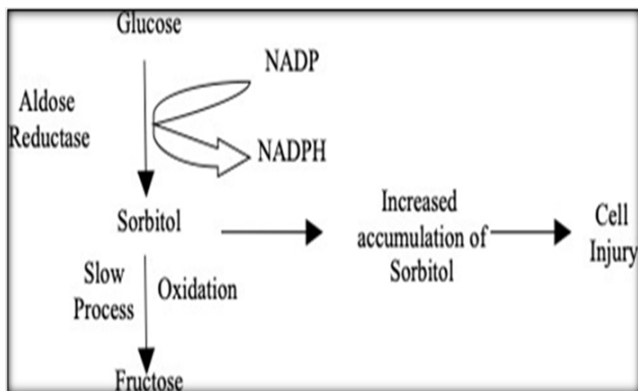 Glucose
NADP
Aldose
Reductase
NADPH
Sorbitol
Increased
accumulation of
Sorbitol
Cell
Injury
Slow
Process
Oxidation
Fructose